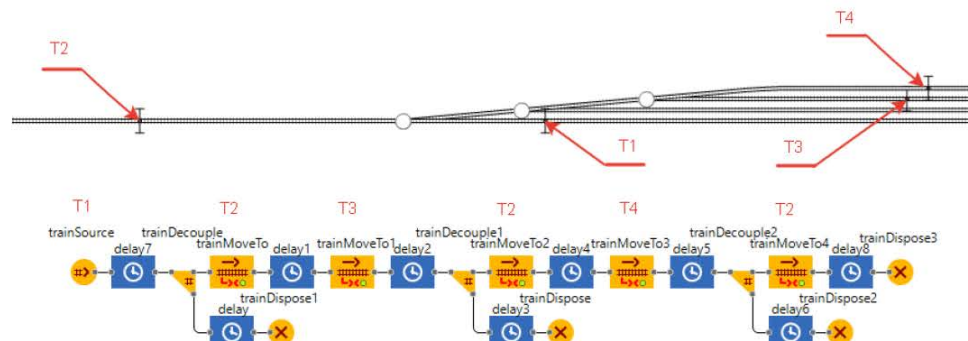 T4
T2
T1
T3
T1 T2 T3 T2 T4 T2
trainSource delay7 trainDecouple trainMoveTo delay1 trainMoveTo1 delay2 trainDecouple1 trainMoveTo2 delay4 trainMoveTo3 delay5 trainDecouple2 trainMoveTo4 delay8 trainDispose3
delay trainDispose1 delay3 trainDispose delay6 trainDispose2